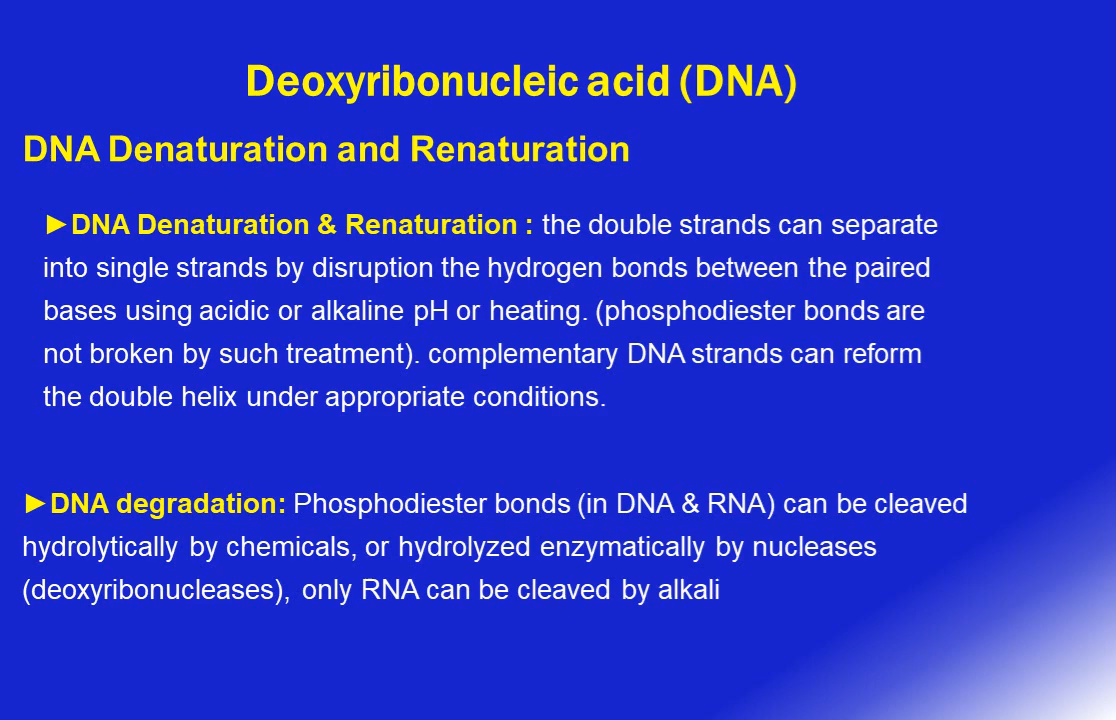 Deoxyribonucleic acid (DNA)
DNA Denaturation and Renaturation
►DNA Denaturation & Renaturation : the double strands can separate
into single strands by disruption the hydrogen bonds between the paired
bases using acidic or alkaline pH or heating. (phosphodiester bonds are
not broken by such treatment). complementary DNA strands can reform
the double helix under appropriate conditions.
►DNA degradation: Phosphodiester bonds (in DNA & RNA) can be cleaved
hydrolytically by chemicals, or hydrolyzed enzymatically by nucleases
(deoxyribonucleases), only RNA can be cleaved by alkali